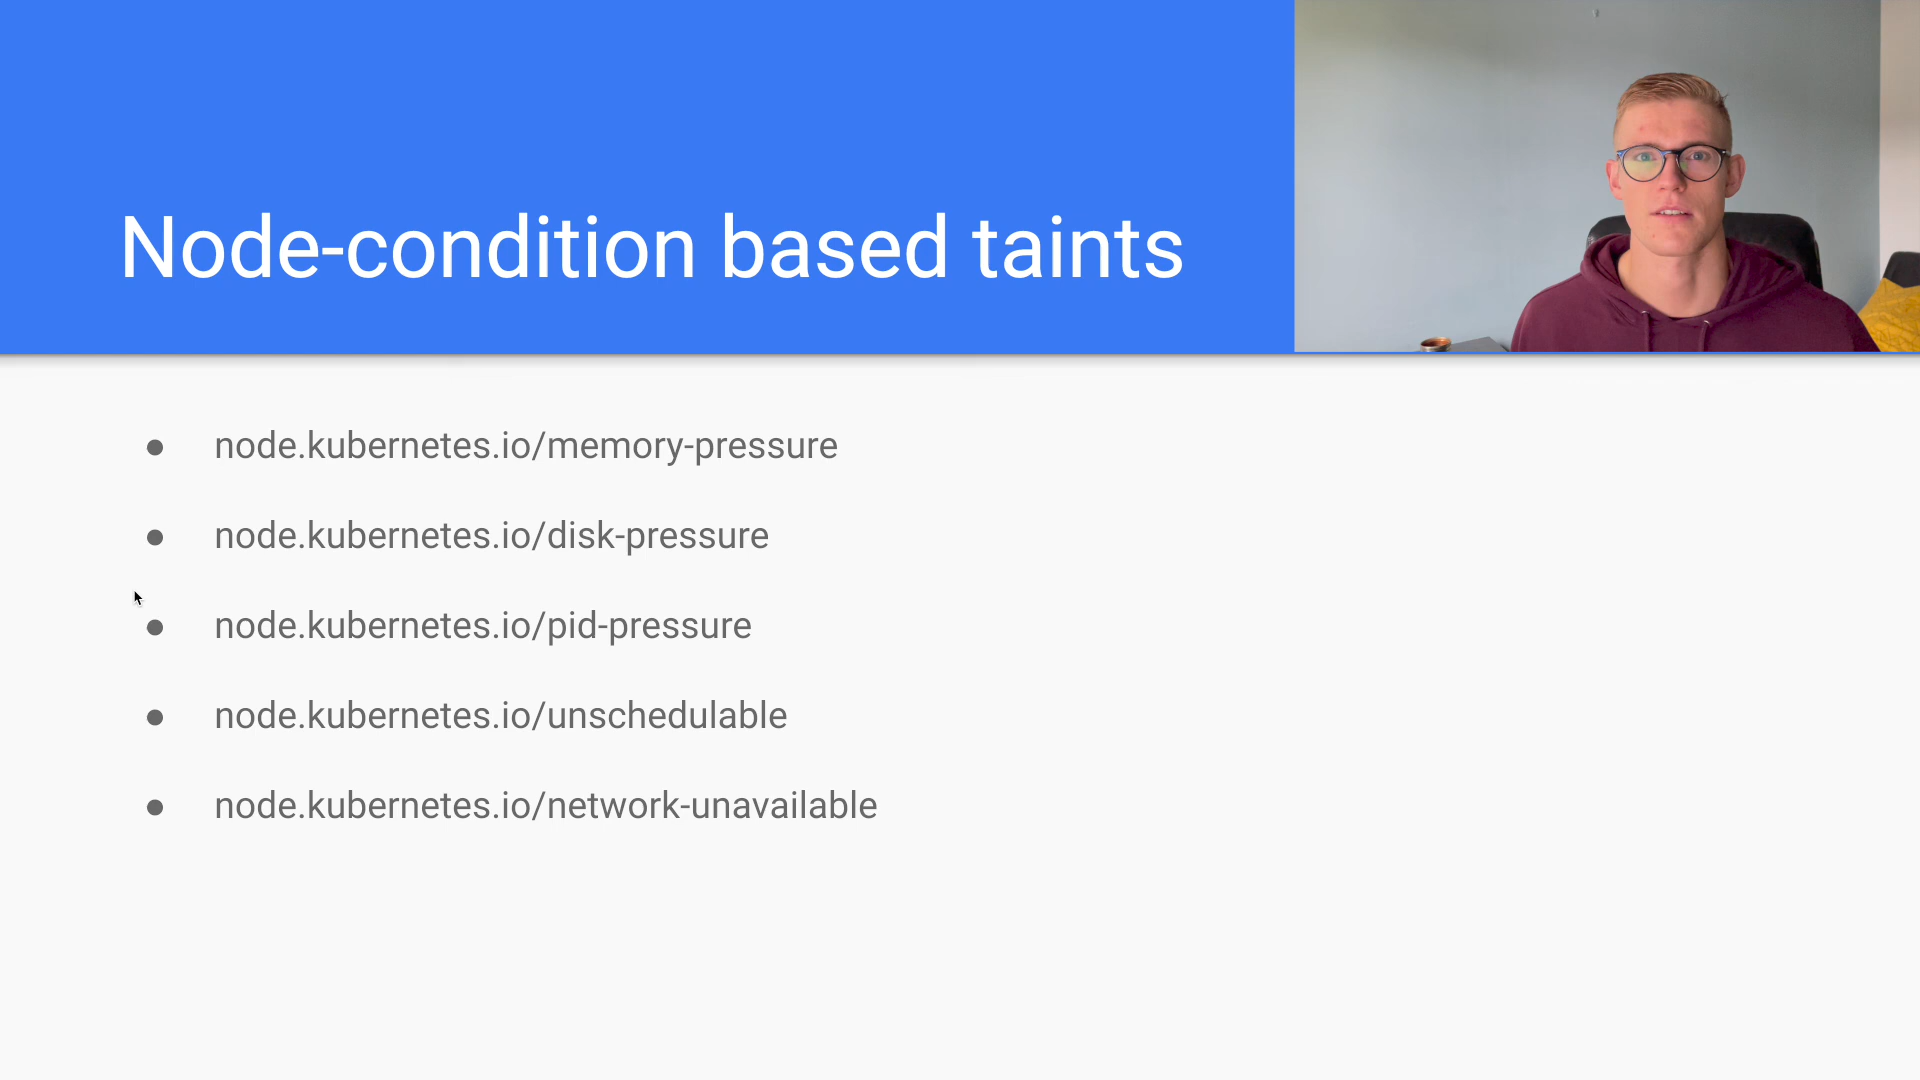 Node-condition based taints
● node.kubernetes.io/memory-pressure
● node.kubernetes.io/disk-pressure
● node.kubernetes.io/pid-pressure
● node.kubernetes.io/unschedulable
● node.kubernetes.io/network-unavailable